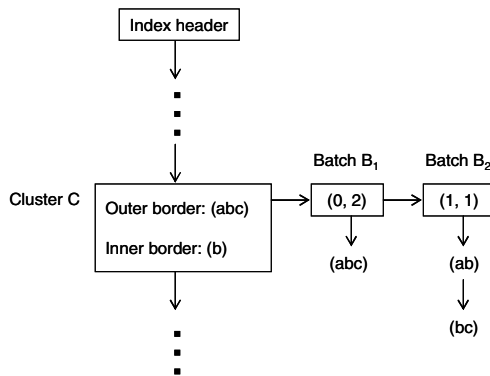 Index header
Batch B1
Batch B2
Cluster C
Outer border: (abc)
Inner border: (b)
(0, 2)
(1, 1)
(abc)
(ab)
(bc)